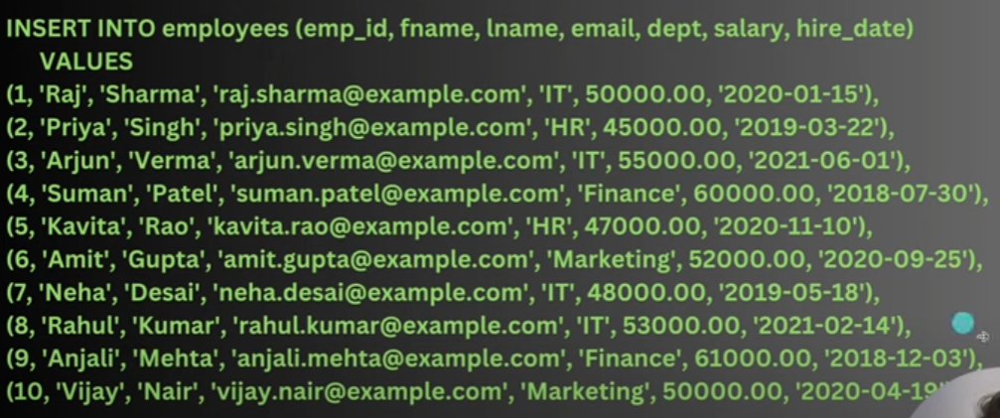 INSERT INTO employees (emp_id, fname, lname, email, dept, salary, hire_date)
VALUES
(1, 'Raj', 'Sharma', 'raj.sharma@example.com', 'IT', 50000.00, '2020-01-15'),
(2, 'Priya', 'Singh', 'priya.singh@example.com', 'HR', 45000.00, '2019-03-22'),
(3, 'Arjun', 'Verma', 'arjun.verma@example.com', 'IT', 55000.00, '2021-06-01'),
(4, 'Suman', 'Patel', 'suman.patel@example.com', 'Finance', 60000.00, '2018-07-30'),
(5, 'Kavita', 'Rao', 'kavita.rao@example.com', 'HR', 47000.00, '2020-11-10'),
(6, 'Amit', 'Gupta', 'amit.gupta@example.com', 'Marketing', 52000.00, '2020-09-25'),
(7, 'Neha', 'Desai', 'neha.desai@example.com', 'IT', 48000.00, '2019-05-18'),
(8, 'Rahul', 'Kumar', 'rahul.kumar@example.com', 'IT', 53000.00, '2021-02-14'),
(9, 'Anjali', 'Mehta', 'anjali.mehta@example.com', 'Finance', 61000.00, '2018-12-03'),
(10, 'Vijay', 'Nair', 'vijay.nair@example.com', 'Marketing', 50000.00, '2020-04-19'